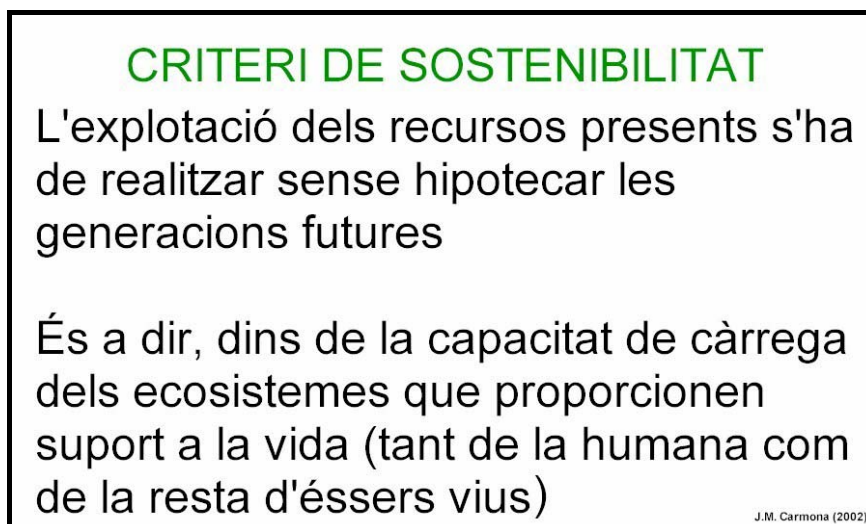 CRITERI DE SOSTENIBILITAT
L'explotació dels recursos presents s'ha
de realitzar sense hipotecar les
generacions futures
És a dir, dins de la capacitat de càrrega
dels ecosistemes que proporcionen
suport a la vida (tant de la humana com
de la resta d'éssers vius)
J.M. Carmona (2002)